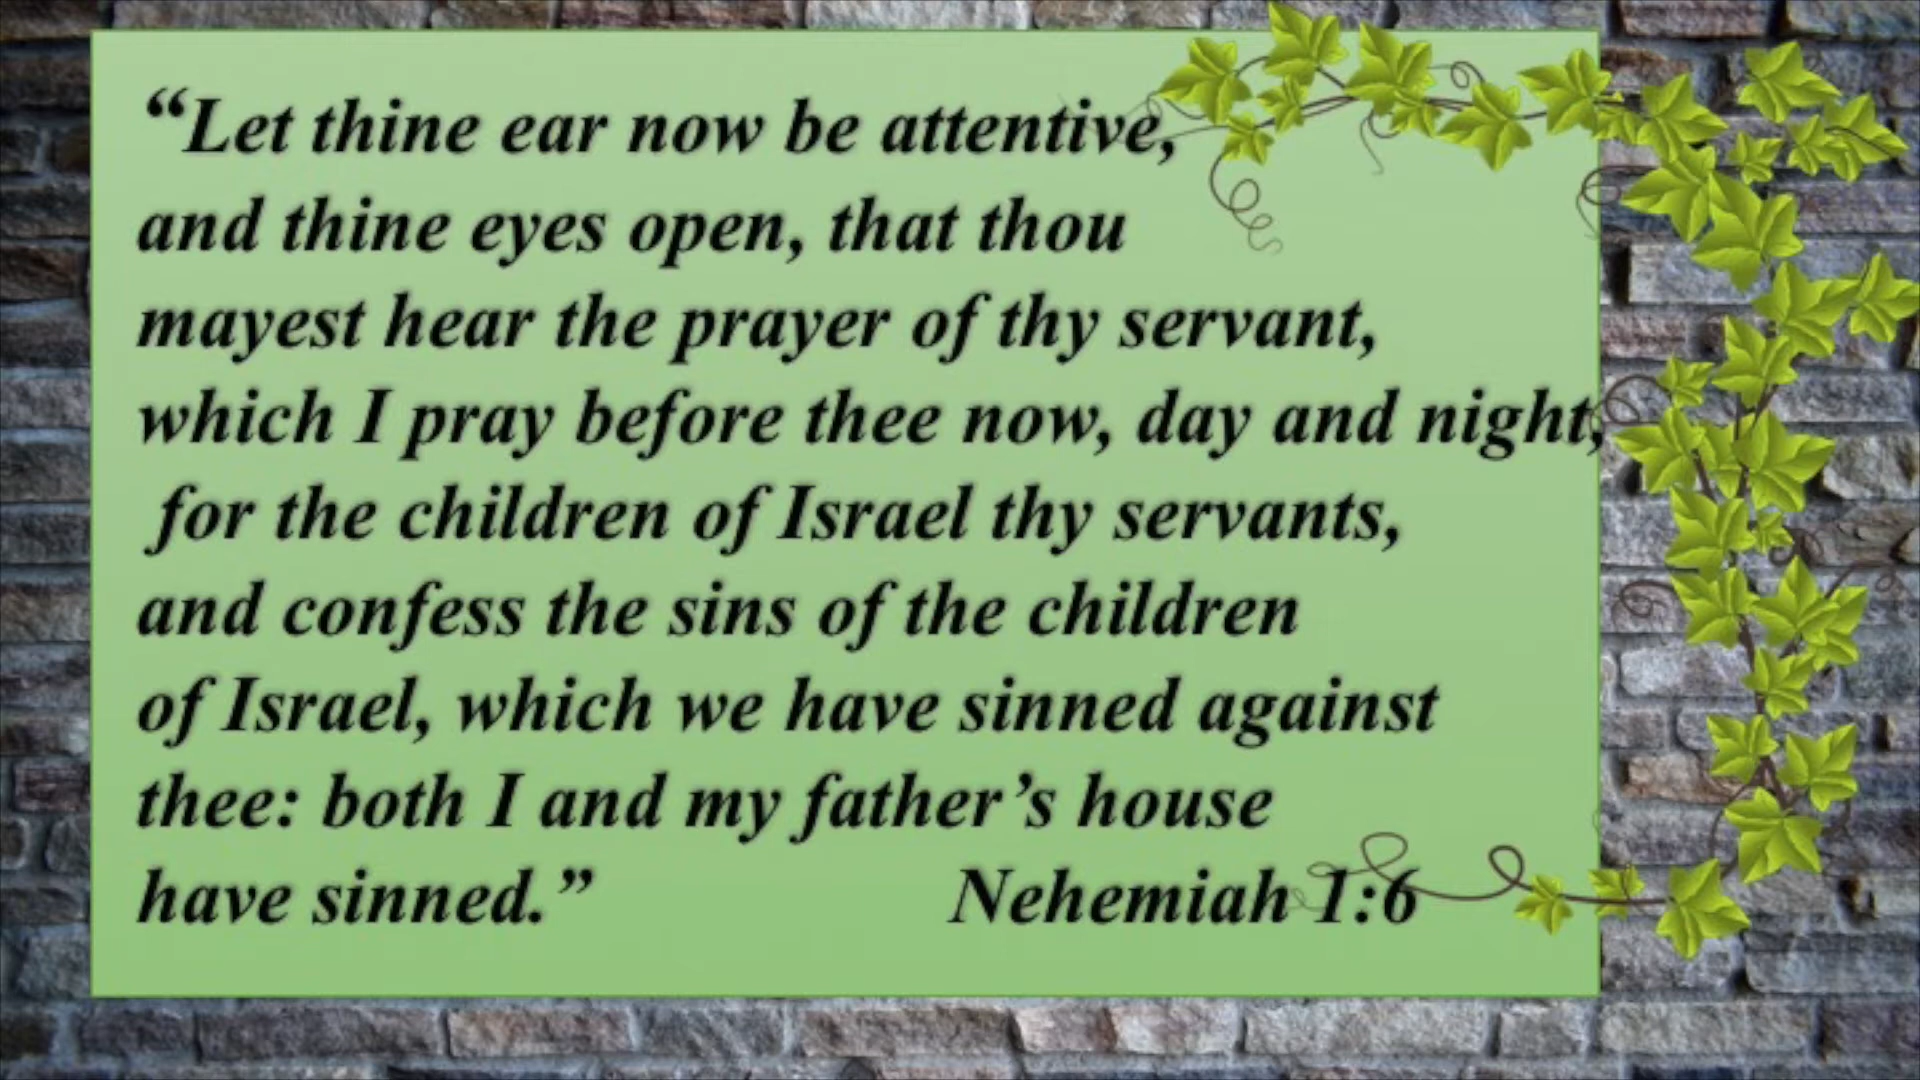 “Let thine ear now be attentive,
and thine eyes open, that thou
mayest hear the prayer of thy servant,
which I pray before thee now, day and night,
for the children of Israel thy servants,
and confess the sins of the children
of Israel, which we have sinned against
thee: both I and my father’s house
have sinned.” Nehemiah 1:6